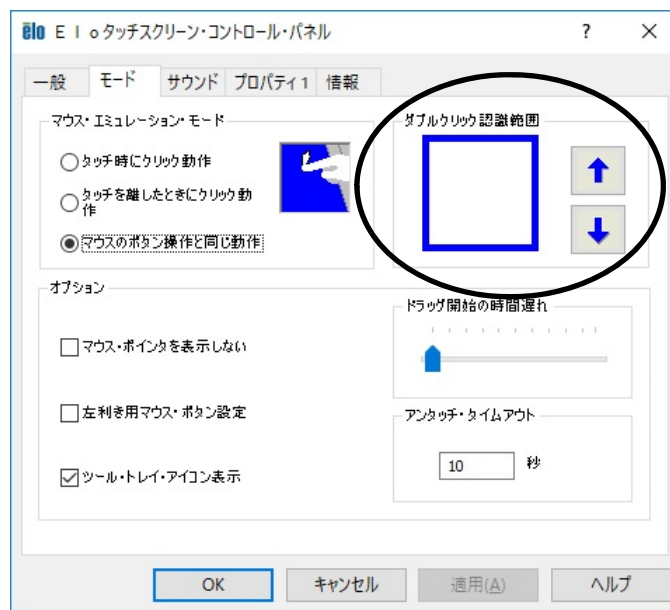 elo Ｅｌｏタッチスクリーン・コントロール・パネル ? ×
一般 モード サウンド プロパティ1 情報
マウス・エミュレーション・モード
タッチ時にクリック動作
タッチを離したときにクリック動
作
マウスのボタン操作と同じ動作
ダブルクリック認識範囲
オプション
マウス・ポインタを表示しない
左利き用マウス・ボタン設定
ツール・トレイ・アイコン表示
ドラッグ開始の時間遅れ
アンタッチ・タイムアウト
10 秒
OK キャンセル 適用(A) ヘルプ